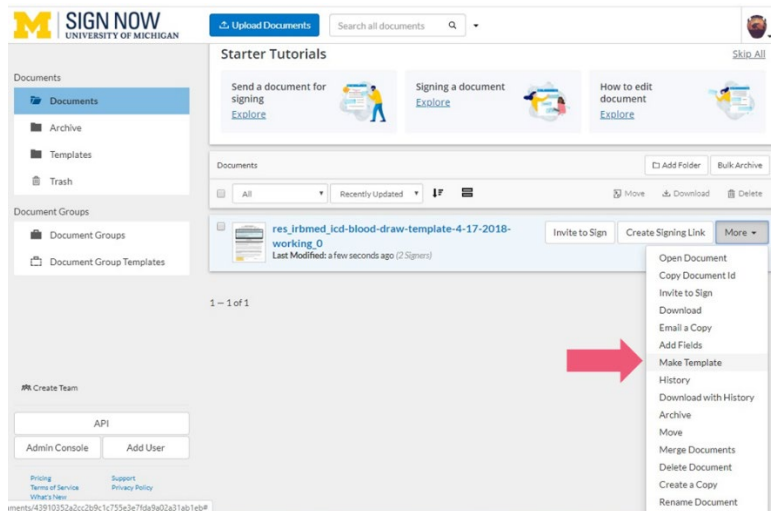 SIGN NOW
UNIVERSITY OF MICHIGAN
Upload Documents
Search all documents
Starter Tutorials
Skip All
Send a document for signing
Explore
Signing a document
Explore
How to edit document
Explore
Documents
Documents
Archive
Templates
Trash
Document Groups
Document Groups
Document Group Templates
Create Team
API
Admin Console
Add User
Pricing
Support
Terms of Service
Privacy Policy
What's New
Documents
Add Folder
Bulk Archive
All
Recently Updated
Move
Download
Delete
res_irbmed_icd-blood-draw-template-4-17-2018-
working_0
Last Modified: a few seconds ago (2 Signers)
Invite to Sign
Create Signing Link
More
1 — 1 of 1
Open Document
Copy Document Id
Invite to Sign
Download
Email a Copy
Add Fields
Make Template
History
Download with History
Archive
Move
Merge Documents
Delete Document
Create a Copy
Rename Document